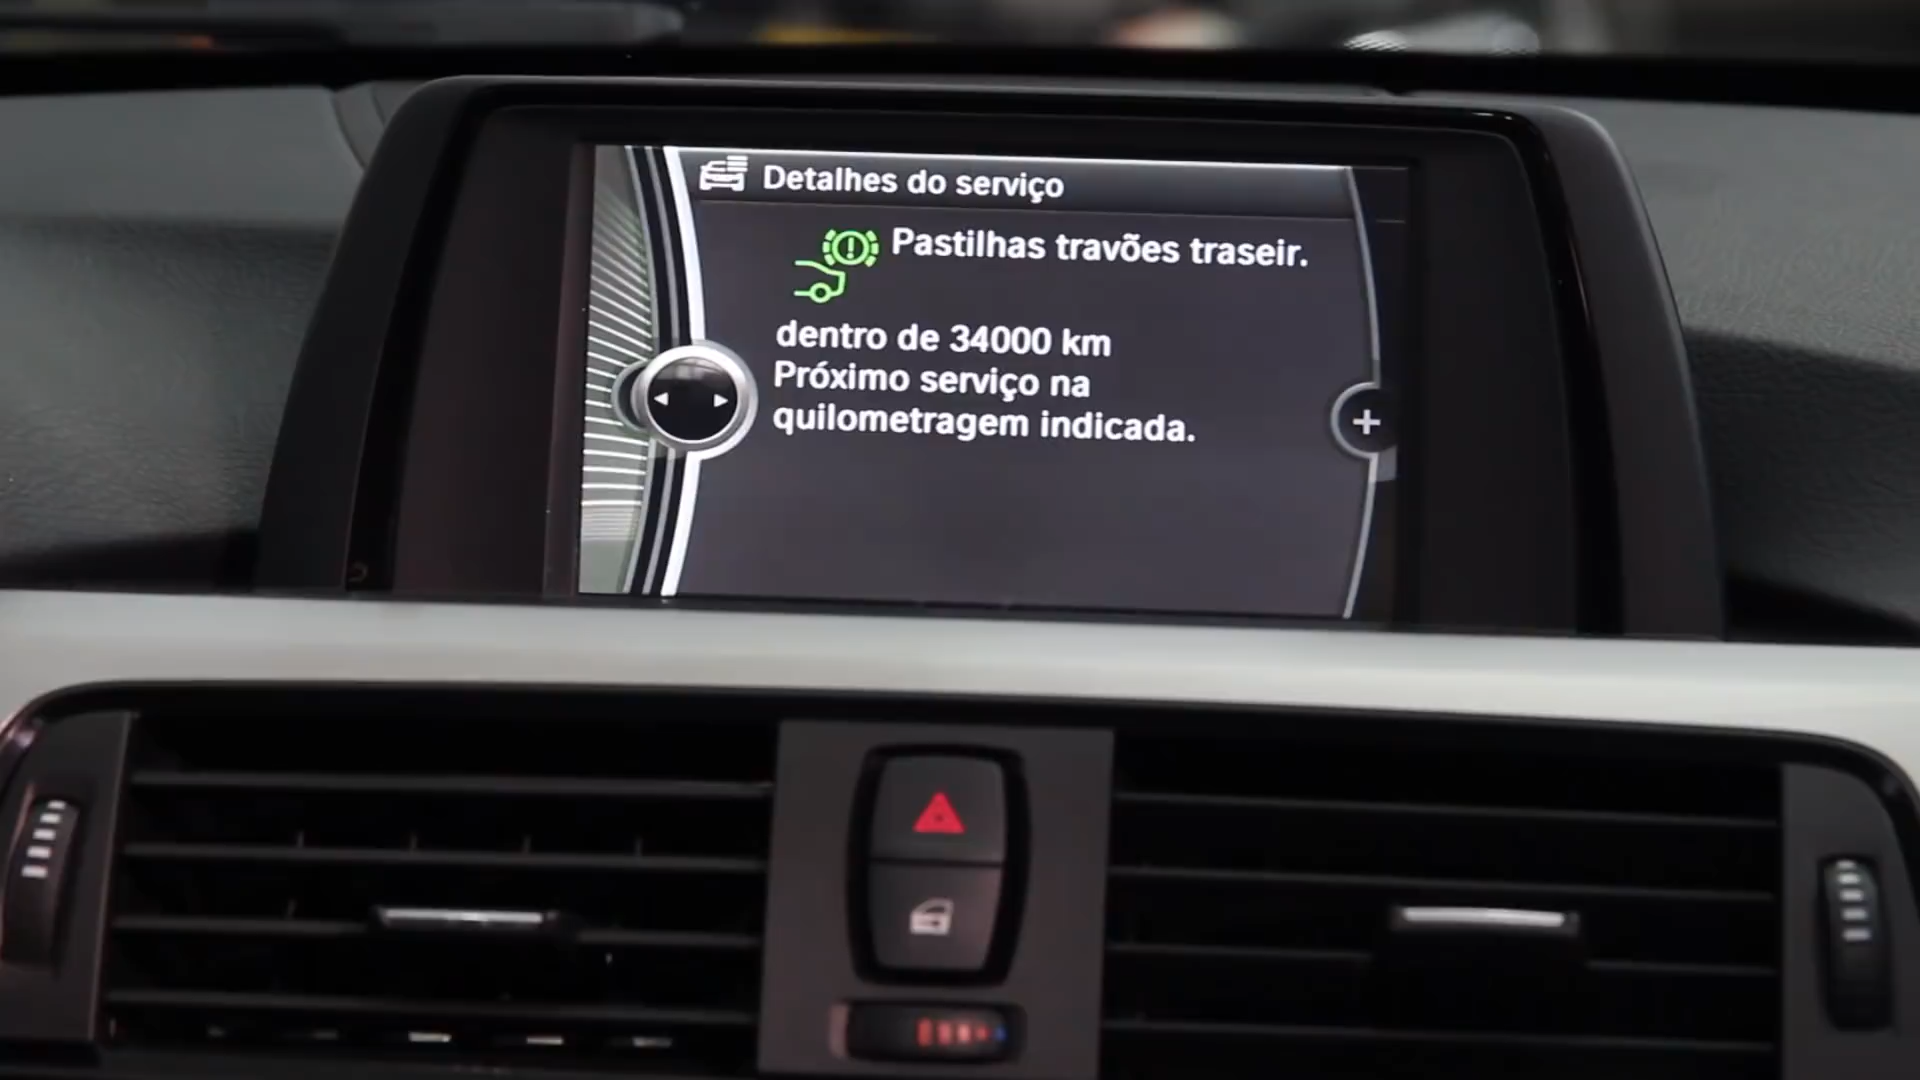 Detalhes do serviço
Pastilhas travões traseir.
dentro de 34000 km
Próximo serviço na
quilometragem indicada.